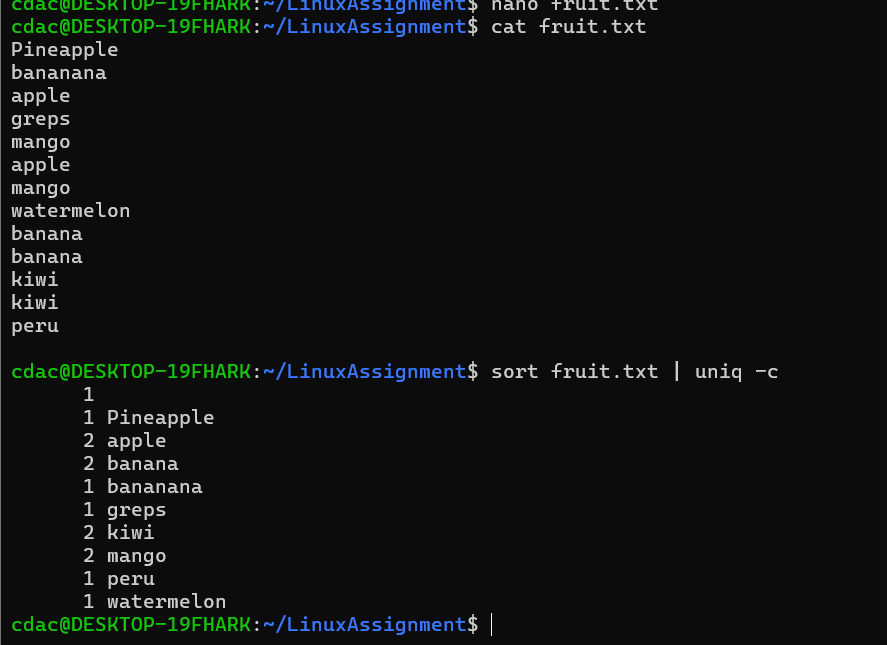 cdac@DESKTOP-19FHARK:~/LinuxAssignment$ nano fruit.txt
cdac@DESKTOP-19FHARK:~/LinuxAssignment$ cat fruit.txt
Pineapple
bananana
apple
greps
mango
apple
mango
watermelon
banana
banana
kiwi
kiwi
peru
cdac@DESKTOP-19FHARK:~/LinuxAssignment$ sort fruit.txt | uniq -c
1
1 Pineapple
2 apple
2 banana
1 bananana
1 greps
2 kiwi
2 mango
1 peru
1 watermelon
cdac@DESKTOP-19FHARK:~/LinuxAssignment$